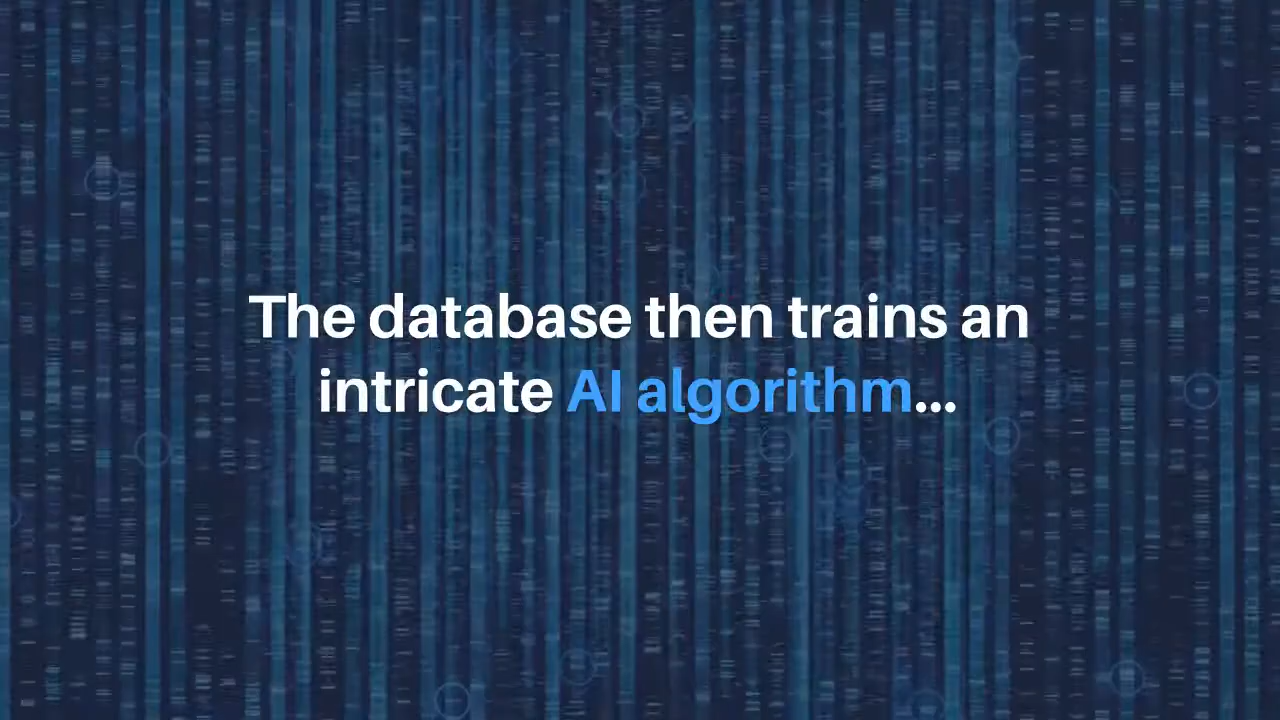 The database then trains an
intricate AI algorithm...